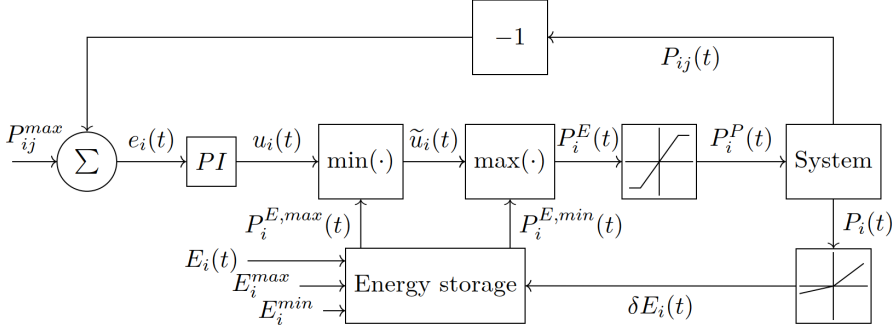 −1
P_{ij}(t)
P_{ij}^{max}
∑
e_i(t)
PI
u_i(t)
min(·)
ũ_i(t)
max(·)
P_i^E(t)
P_i^P(t)
System
P_i^{E,max}(t)
P_i^{E,min}(t)
P_i(t)
E_i(t)
E_i^{max}
E_i^{min}
Energy storage
δE_i(t)